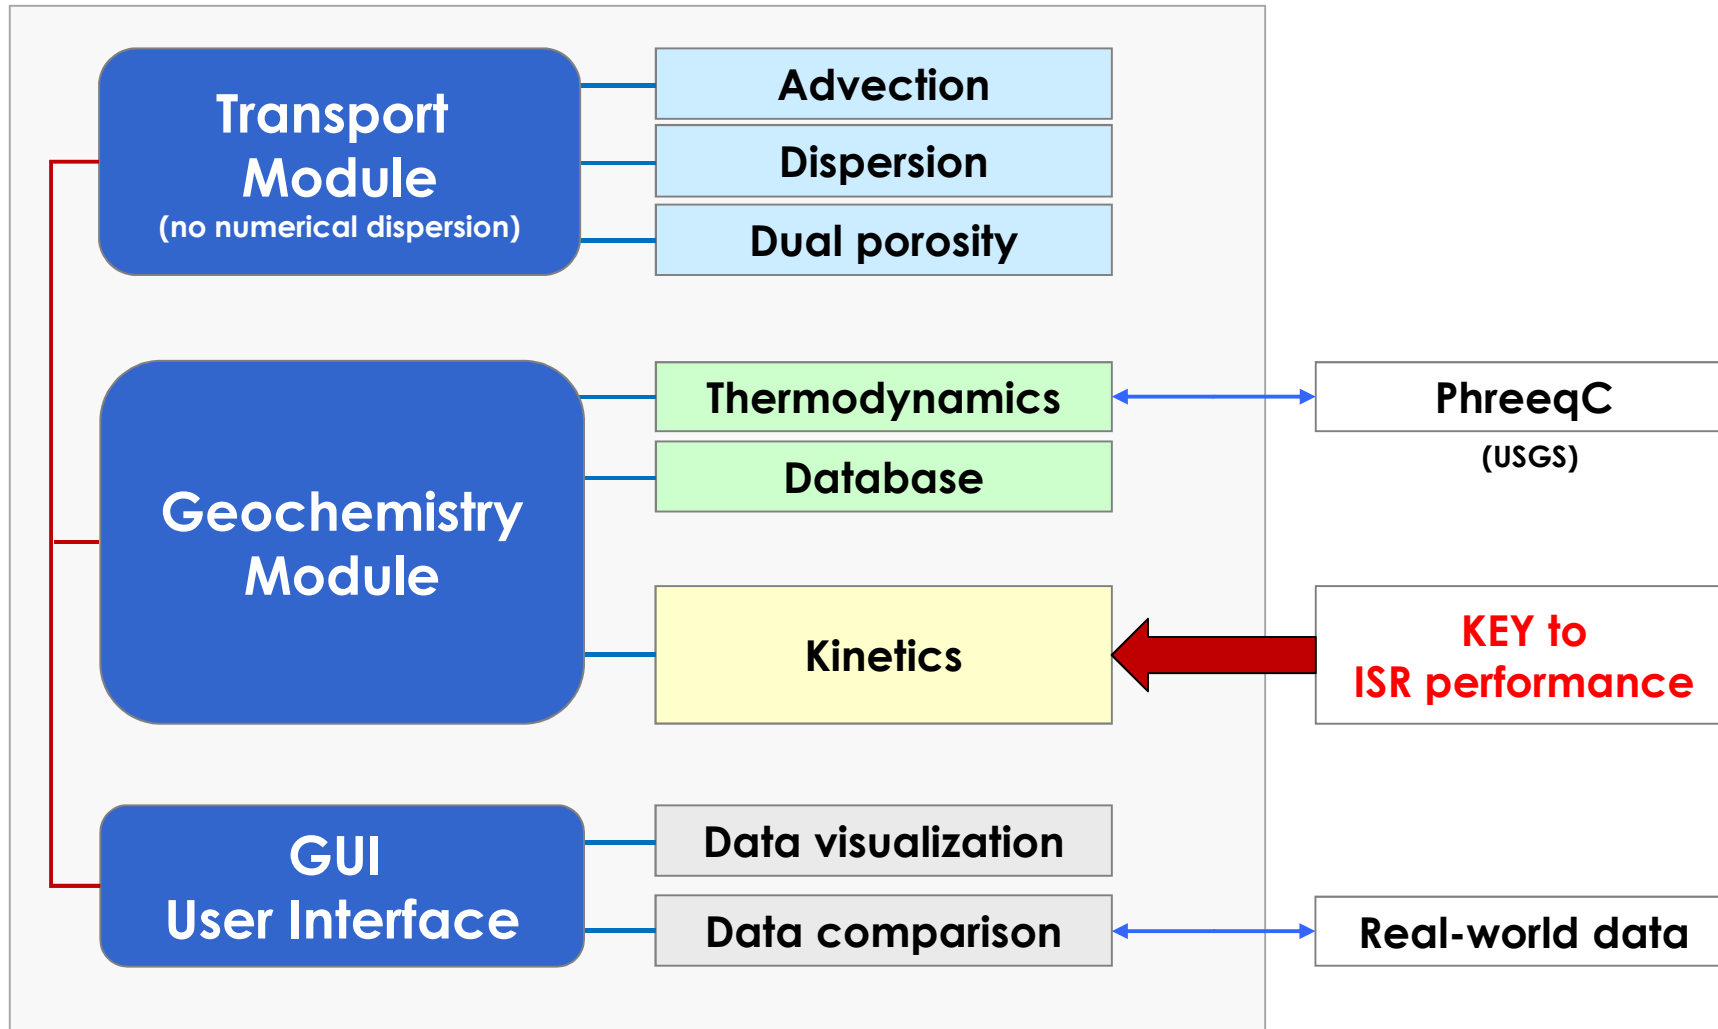 Transport
Module
(no numerical dispersion)
Advection
Dispersion
Dual porosity
Geochemistry
Module
Thermodynamics
Database
Kinetics
PhreeqC
(USGS)
KEY to
ISR performance
GUI
User Interface
Data visualization
Data comparison
Real-world data